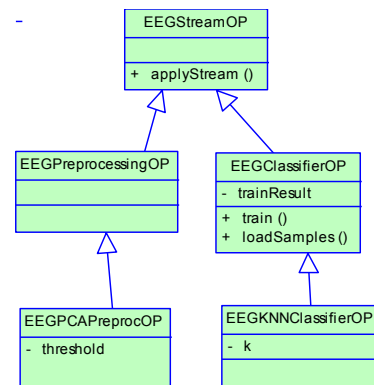 EEGStreamOP
+ applyStream ()
EEGPreprocessingOP
EEGClassifierOP
- trainResult
+ train ()
+ loadSamples ()
EEGPCAPreprocOP
- threshold
EEGKNNClassifierOP
- k